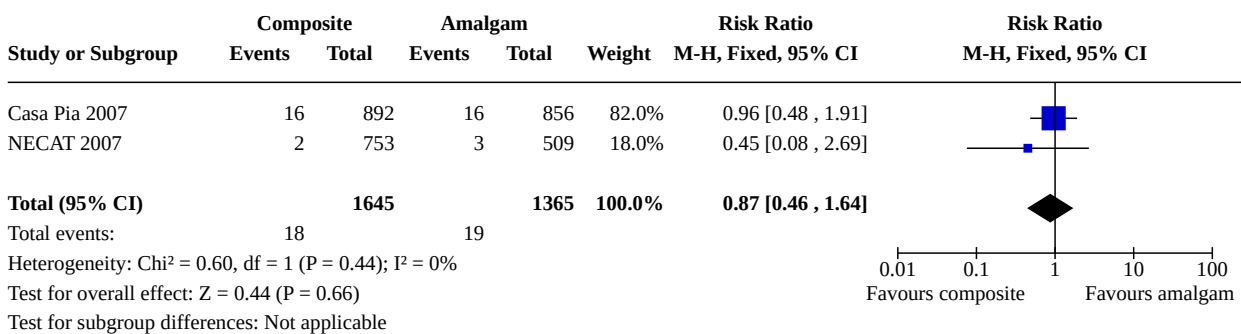 Composite Amalgam Risk Ratio Risk Ratio
Study or Subgroup Events Total Events Total Weight M-H, Fixed, 95% CI M-H, Fixed, 95% CI
Casa Pia 2007 16 892 16 856 82.0% 0.96 [0.48 , 1.91]
NECAT 2007 2 753 3 509 18.0% 0.45 [0.08 , 2.69]
Total (95% CI) 1645 1365 100.0% 0.87 [0.46 , 1.64]
Total events: 18 19
Heterogeneity: Chi² = 0.60, df = 1 (P = 0.44); I² = 0%
0.01 0.1 1 10 100
Test for overall effect: Z = 0.44 (P = 0.66) Favours composite Favours amalgam
Test for subgroup differences: Not applicable